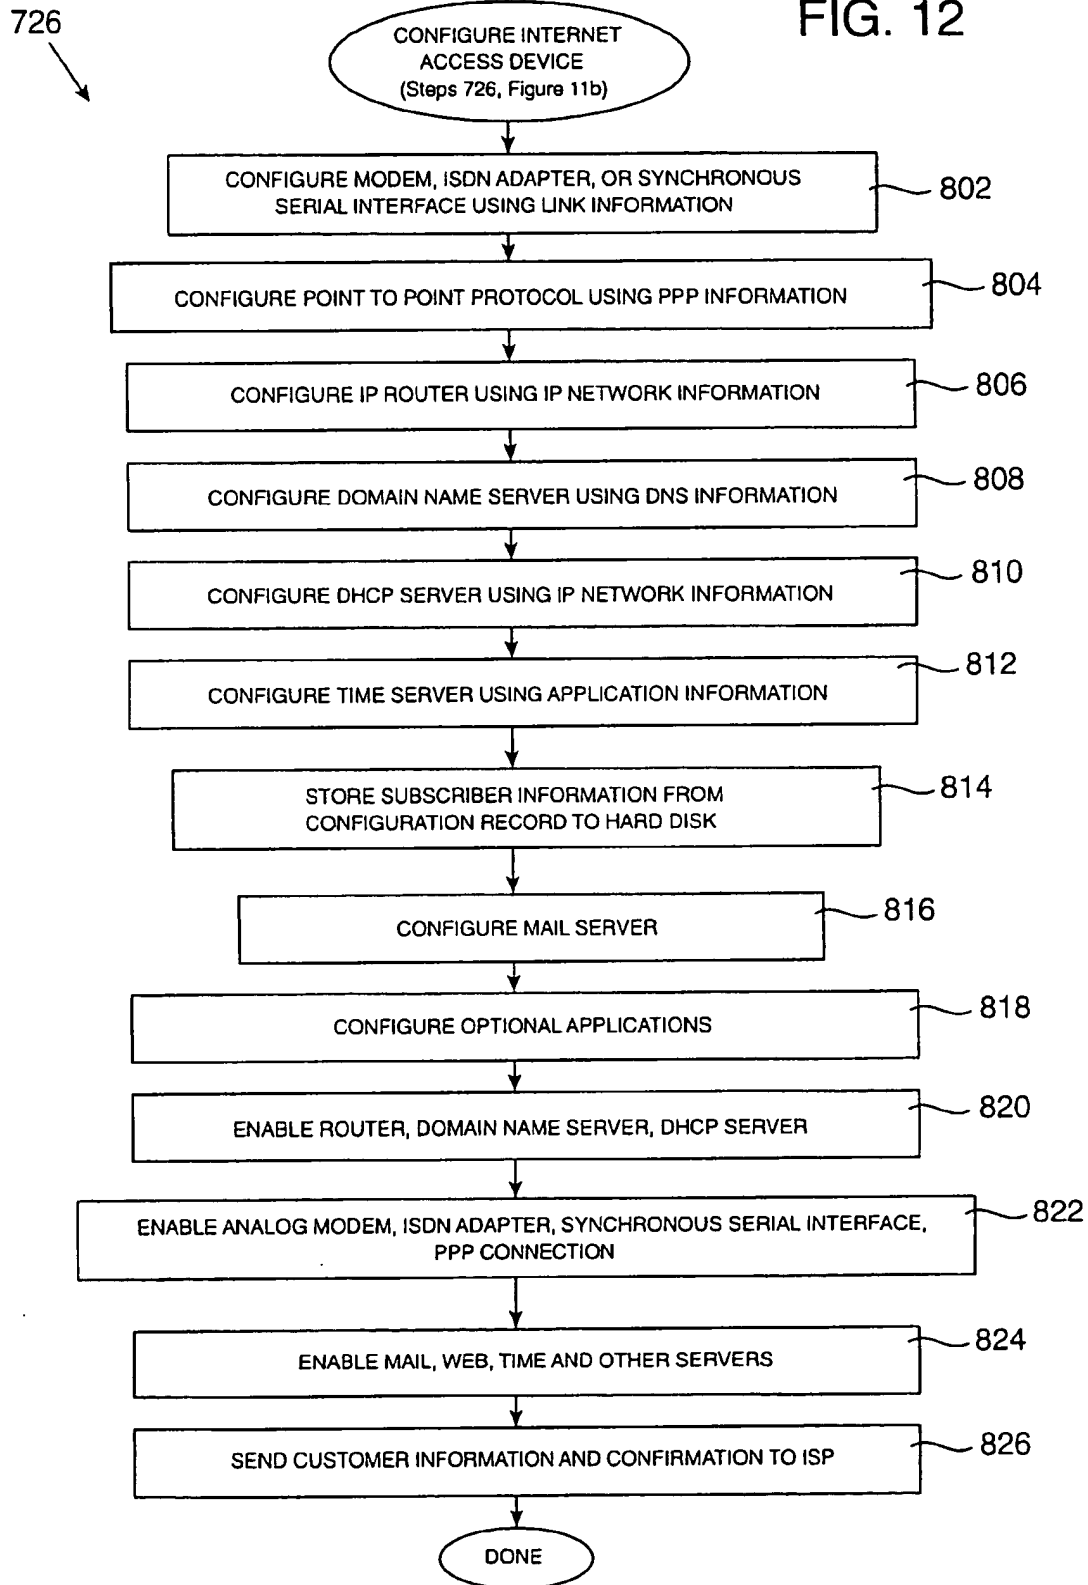 726
FIG. 12
CONFIGURE INTERNET
ACCESS DEVICE
(Steps 726, Figure 11b)
CONFIGURE MODEM, ISDN ADAPTER, OR SYNCHRONOUS
SERIAL INTERFACE USING LINK INFORMATION
802
CONFIGURE POINT TO POINT PROTOCOL USING PPP INFORMATION
804
CONFIGURE IP ROUTER USING IP NETWORK INFORMATION
806
CONFIGURE DOMAIN NAME SERVER USING DNS INFORMATION
808
CONFIGURE DHCP SERVER USING IP NETWORK INFORMATION
810
CONFIGURE TIME SERVER USING APPLICATION INFORMATION
812
STORE SUBSCRIBER INFORMATION FROM
CONFIGURATION RECORD TO HARD DISK
814
CONFIGURE MAIL SERVER
816
CONFIGURE OPTIONAL APPLICATIONS
818
ENABLE ROUTER, DOMAIN NAME SERVER, DHCP SERVER
820
ENABLE ANALOG MODEM, ISDN ADAPTER, SYNCHRONOUS SERIAL INTERFACE,
PPP CONNECTION
822
ENABLE MAIL, WEB, TIME AND OTHER SERVERS
824
SEND CUSTOMER INFORMATION AND CONFIRMATION TO ISP
826
DONE